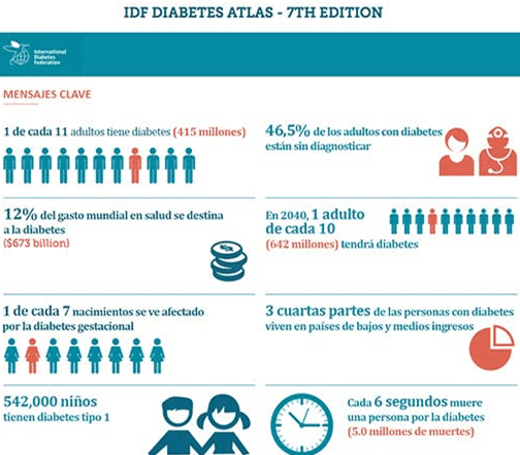 IDF DIABETES ATLAS - 7TH EDITION
International
Diabetes
Federation
MENSAJES CLAVE
1 de cada 11 adultos tiene diabetes (415 millones)
46,5% de los adultos con diabetes
están sin diagnosticar
12% del gasto mundial en salud se destina
a la diabetes
($673 billion)
En 2040, 1 adulto
de cada 10
(642 millones) tendrá diabetes
1 de cada 7 nacimientos se ve afectado
por la diabetes gestacional
3 cuartas partes de las personas con diabetes
viven en países de bajos y medios ingresos
542,000 niños
tienen diabetes tipo 1
Cada 6 segundos muere
una persona por la diabetes
(5.0 millones de muertes)